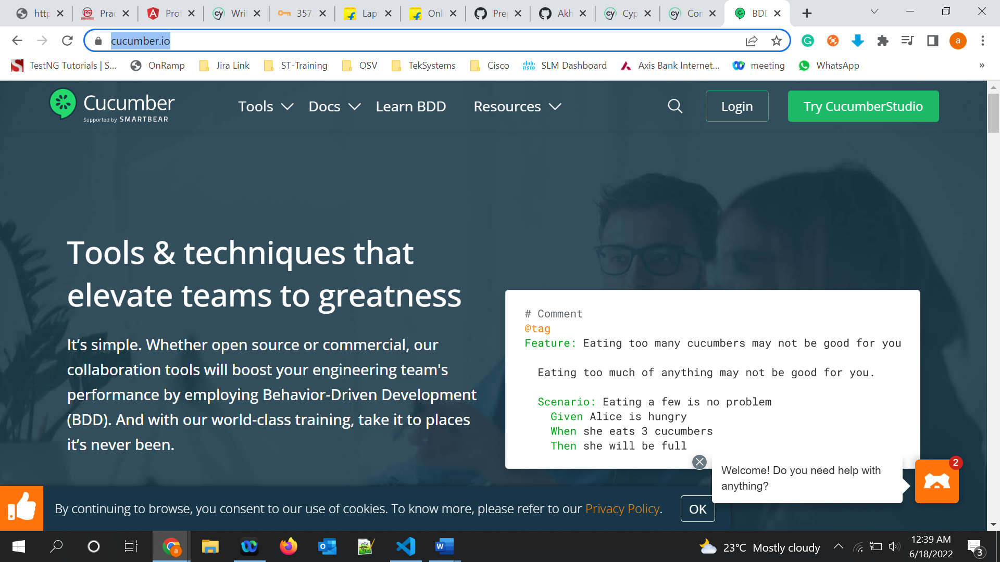 http
Prac
Prot
Writ
357
Lap
Onl
Pre
Akh
Cyp
Con
BDD
cucumber.io
a
TestNG Tutorials | S...
OnRamp
Jira Link
ST-Training
OSV
TekSystems
Cisco
SLM Dashboard
Axis Bank Internet...
meeting
WhatsApp
»
Cucumber
Supported by SMARTBEAR
Tools
Docs
Learn BDD
Resources
Login
Try CucumberStudio
Tools & techniques that
elevate teams to greatness
It’s simple. Whether open source or commercial, our
collaboration tools will boost your engineering team's
performance by employing Behavior-Driven Development
(BDD). And with our world-class training, take it to places
it’s never been.
# Comment
@tag
Feature: Eating too many cucumbers may not be good for you
Eating too much of anything may not be good for you.
Scenario: Eating a few is no problem
Given Alice is hungry
When she eats 3 cucumbers
Then she will be full
Welcome! Do you need help with
anything?
2
By continuing to browse, you consent to our use of cookies. To know more, please refer to our Privacy Policy.
OK
23°C Mostly cloudy
12:39 AM
6/18/2022
3